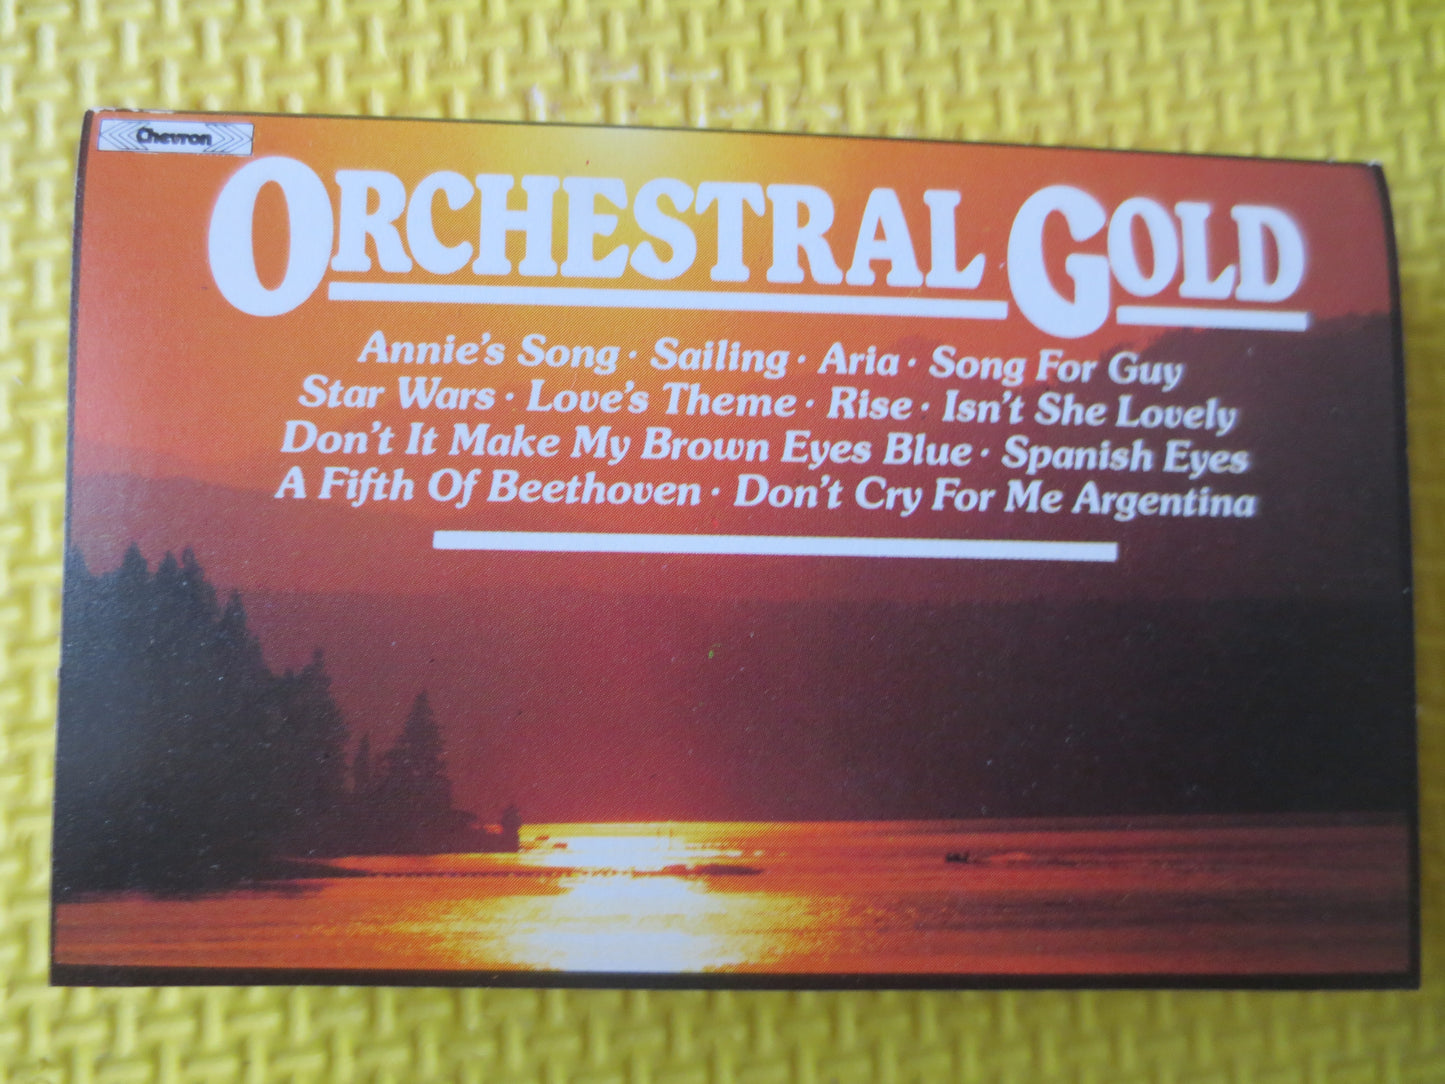 Chevron
ORCHESTRAL GOLD
Annie's Song · Sailing · Aria · Song For Guy
Star Wars · Love's Theme · Rise · Isn't She Lovely
Don't It Make My Brown Eyes Blue · Spanish Eyes
A Fifth Of Beethoven · Don't Cry For Me Argentina